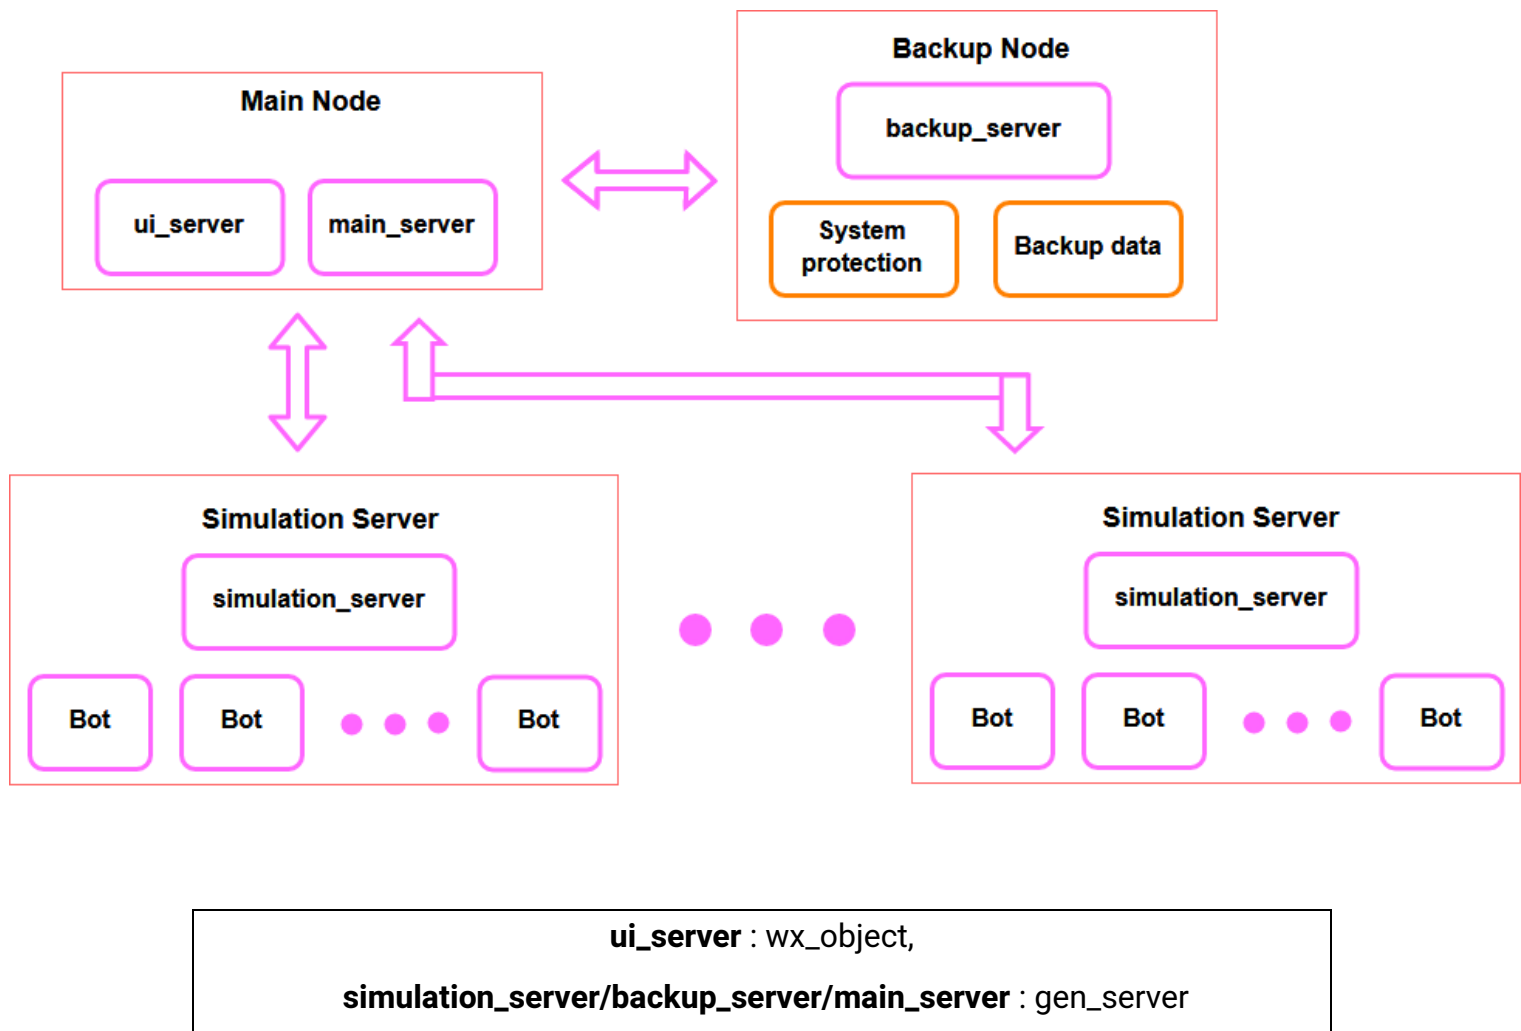 Main Node
ui_server
main_server
Backup Node
backup_server
System
protection
Backup data
Simulation Server
simulation_server
Bot
Bot
Bot
Simulation Server
simulation_server
Bot
Bot
Bot
ui_server : wx_object,
simulation_server/backup_server/main_server : gen_server